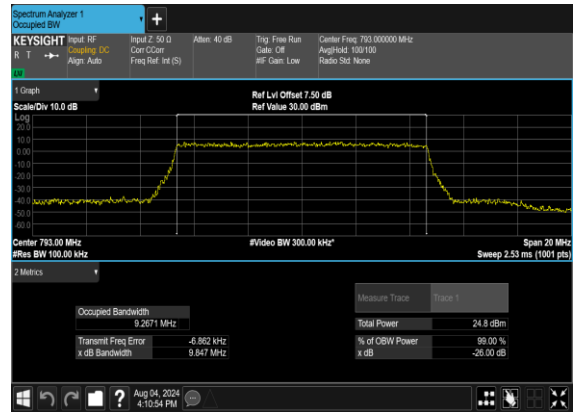 Spectrum Analyzer 1
Occupied BW
+
KEYSIGHT
R T
LXI
Input: RF
Coupling: DC
Align: Auto
Input Z: 50 Ω
Corr CCorr
Freq Ref: Int (S)
Atten: 40 dB
Trig: Free Run
Gate: Off
#IF Gain: Low
Center Freq: 793.000000 MHz
Avg|Hold: 100/100
Radio Std: None
1 Graph
Scale/Div 10.0 dB
Ref Lvl Offset 7.50 dB
Ref Value 30.00 dBm
Log
20.0
10.0
0.00
-10.0
-20.0
-30.0
-40.0
-50.0
-60.0
Center 793.00 MHz
#Video BW 300.00 kHz*
Span 20 MHz
#Res BW 100.00 kHz
Sweep 2.53 ms (1001 pts)
2 Metrics
Measure Trace
Trace 1
Occupied Bandwidth
9.2671 MHz
Total Power
24.8 dBm
Transmit Freq Error
-6.862 kHz
% of OBW Power
99.00 %
x dB Bandwidth
9.847 MHz
x dB
-26.00 dB
?
Aug 04, 2024
4:10:54 PM